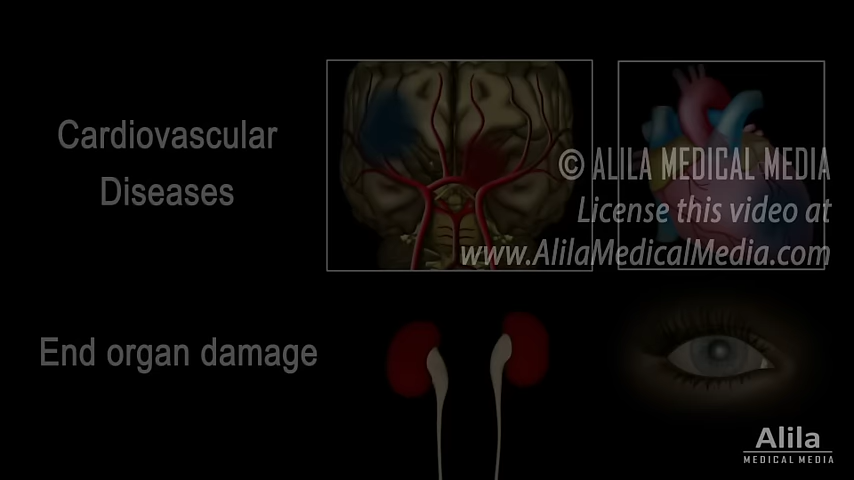 Cardiovascular
Diseases
© ALILA MEDICAL MEDIA
License this video at
www.AlilaMedicalMedia.com
End organ damage
Alila
MEDICAL MEDIA